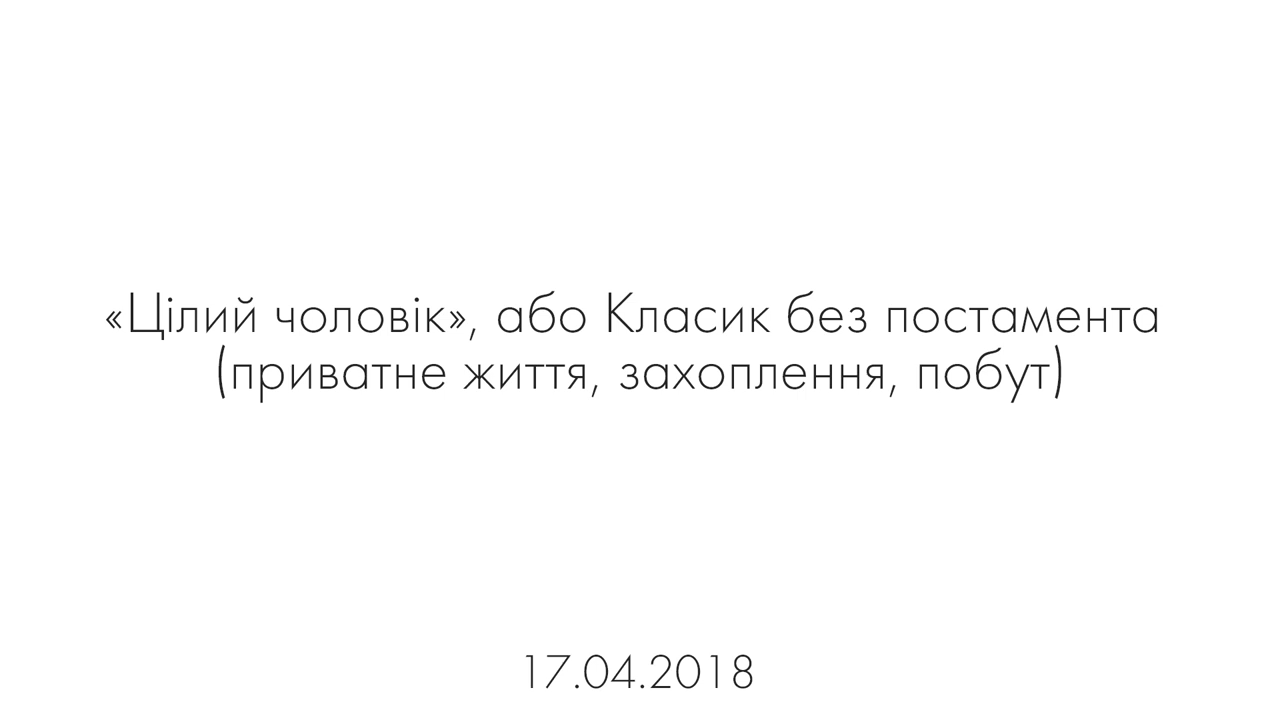 «Цілий чоловік», або Класик без постамента
(приватне життя, захоплення, побут)
17.04.2018